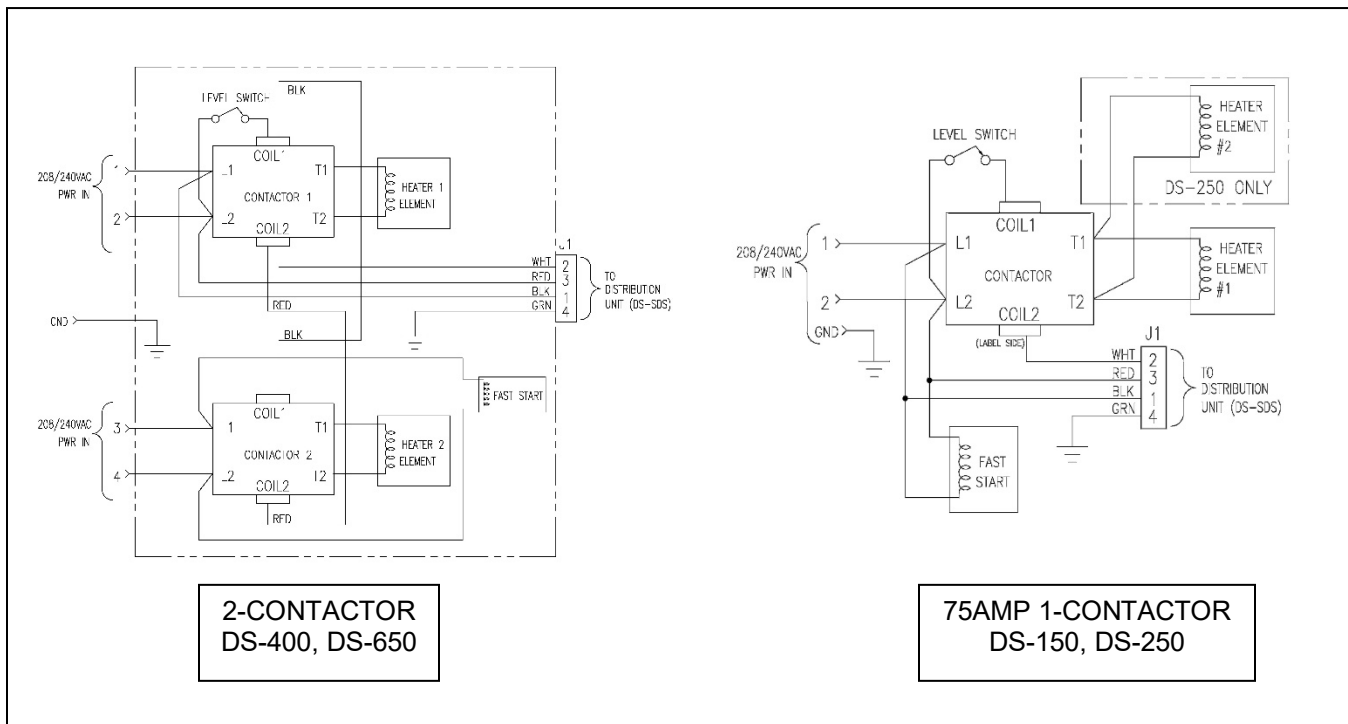 BLK
LEVEL SWITCH
COIL1
1
L1
T1
208/240VAC
PWR IN
CONTACTOR 1
HEATER 1
ELEMENT
2
L2
T2
COIL2
J1
WHT 2
RED 3
BLK 1
GRN 4
TO
DISTRIBUTION
UNIT (DS-SDS)
RED
GND
BLK
FAST START
COIL1
3
1
T1
208/240VAC
PWR IN
CONTACTOR 2
HEATER 2
ELEMENT
4
L2
T2
COIL2
RED
2-CONTACTOR
DS-400, DS-650
HEATER
ELEMENT
#2
DS-250 ONLY
LEVEL SWITCH
COIL1
1
L1
T1
208/240VAC
PWR IN
CONTACTOR
HEATER
ELEMENT
#1
2
L2
T2
COIL2
(LABEL SIDE)
GND
J1
WHT 2
RED 3
BLK 1
GRN 4
TO
DISTRIBUTION
UNIT (DS-SDS)
FAST
START
75AMP 1-CONTACTOR
DS-150, DS-250